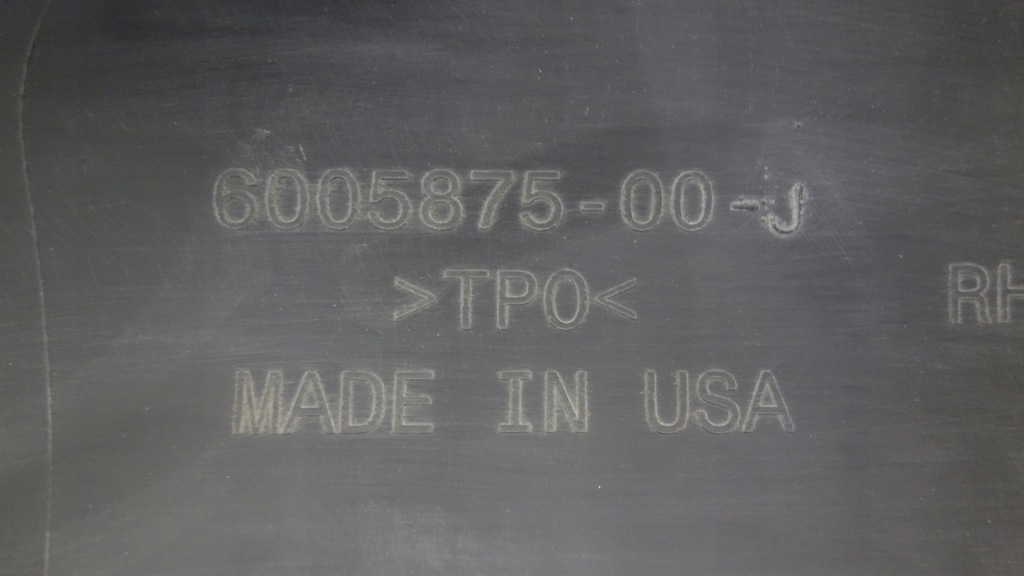 6005875-00-J
>TPO<
RH
MADE IN USA